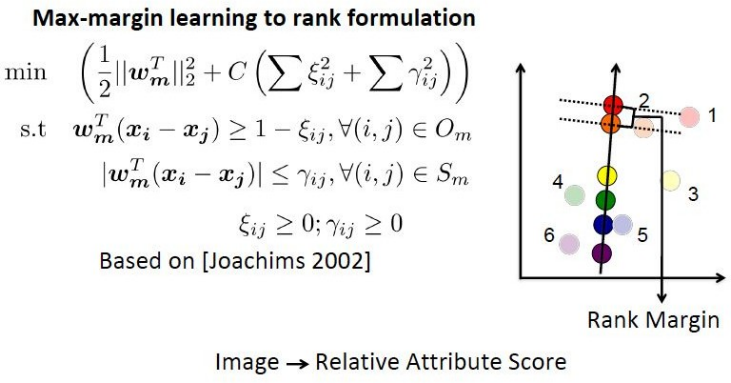 Max-margin learning to rank formulation
min ( 1/2 ||w_m^T||_2^2 + C ( ∑ ξ_ij^2 + ∑ γ_ij^2 ) )
s.t w_m^T(x_i − x_j) ≥ 1 − ξ_ij, ∀(i, j) ∈ O_m
|w_m^T(x_i − x_j)| ≤ γ_ij, ∀(i, j) ∈ S_m
ξ_ij ≥ 0; γ_ij ≥ 0
Based on [Joachims 2002]
2
1
4
3
6
5
Rank Margin
Image → Relative Attribute Score